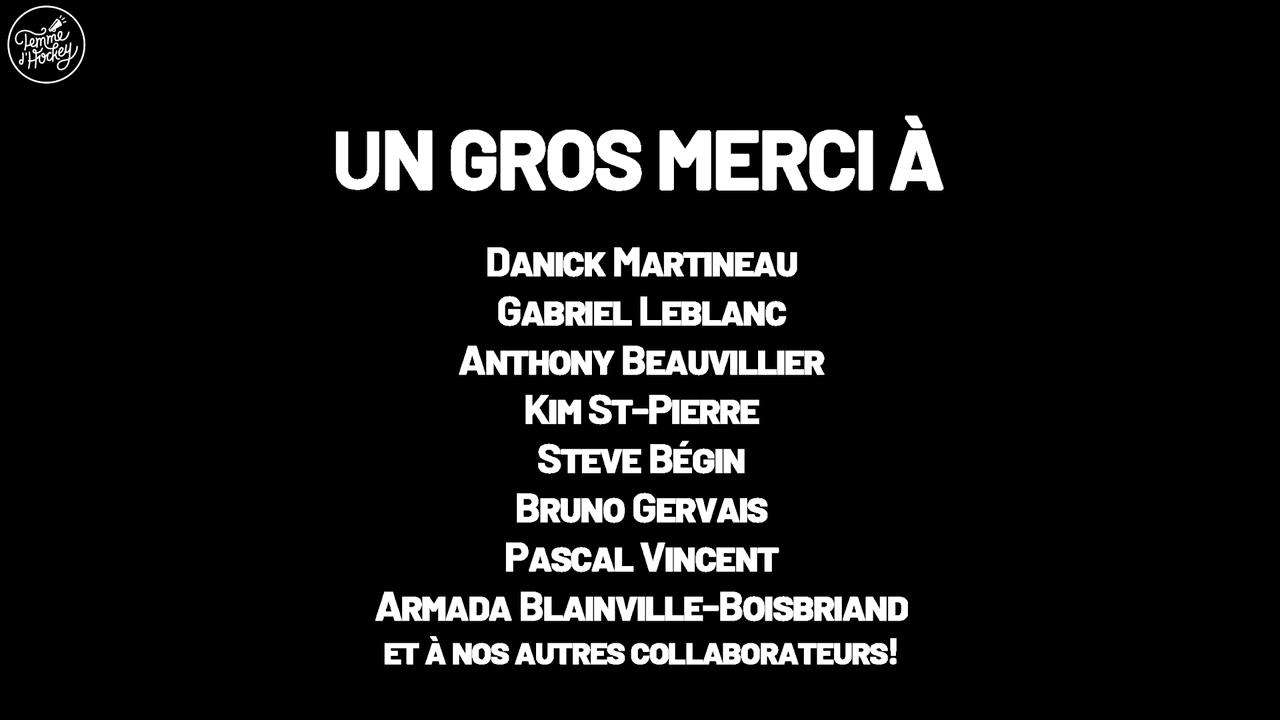 Femme
d'Hockey
UN GROS MERCI À
DANICK MARTINEAU
GABRIEL LEBLANC
ANTHONY BEAUVILLIER
KIM ST-PIERRE
STEVE BÉGIN
BRUNO GERVAIS
PASCAL VINCENT
ARMADA BLAINVILLE-BOISBRIAND
ET À NOS AUTRES COLLABORATEURS!